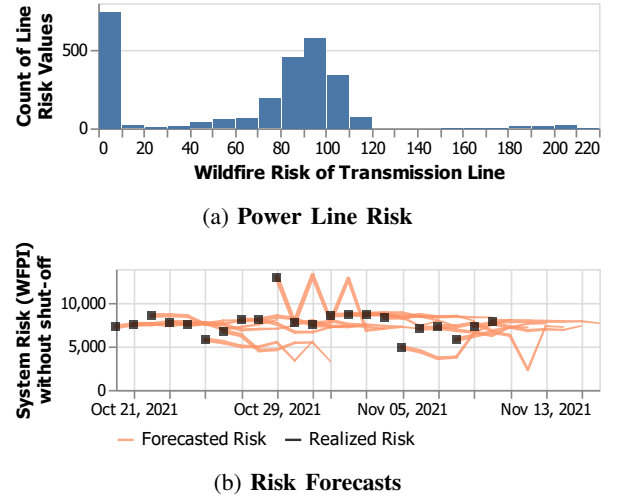 Count of Line
Risk Values
500
0
0 20 40 60 80 100 120 140 160 180 200 220
Wildfire Risk of Transmission Line
(a) Power Line Risk
System Risk (WFPI)
without shut-off
10,000
5,000
0
Oct 21, 2021 Oct 29, 2021 Nov 05, 2021 Nov 13, 2021
Forecasted Risk Realized Risk
(b) Risk Forecasts